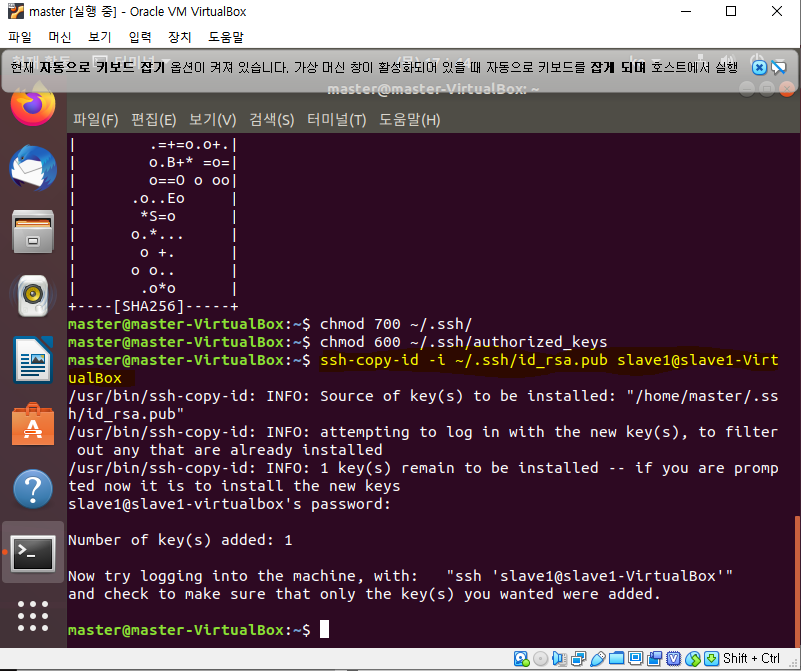 master [실행 중] - Oracle VM VirtualBox
파일 머신 보기 입력 장치 도움말
현재 자동으로 키보드 잡기 옵션이 켜져 있습니다. 가상 머신 창이 활성화되어 있을 때 자동으로 키보드를 잡게 되며 호스트에서 실행
master@master-VirtualBox: ~
파일(F) 편집(E) 보기(V) 검색(S) 터미널(T) 도움말(H)
|        .=+=o.o+.|
|        o.B+* =o=|
|        o==O o oo|
|      .o..Eo     |
|       *S=o      |
|      o.*...     |
|       o +.      |
|      o o..      |
|       .o*o      |
+----[SHA256]-----+
master@master-VirtualBox:~$ chmod 700 ~/.ssh/
master@master-VirtualBox:~$ chmod 600 ~/.ssh/authorized_keys
master@master-VirtualBox:~$ ssh-copy-id -i ~/.ssh/id_rsa.pub slave1@slave1-Virt
ualBox
/usr/bin/ssh-copy-id: INFO: Source of key(s) to be installed: "/home/master/.ss
h/id_rsa.pub"
/usr/bin/ssh-copy-id: INFO: attempting to log in with the new key(s), to filter
 out any that are already installed
/usr/bin/ssh-copy-id: INFO: 1 key(s) remain to be installed -- if you are promp
ted now it is to install the new keys
slave1@slave1-virtualbox's password:
Number of key(s) added: 1
Now try logging into the machine, with:   "ssh 'slave1@slave1-VirtualBox'"
and check to make sure that only the key(s) you wanted were added.
master@master-VirtualBox:~$
Shift + Ctrl